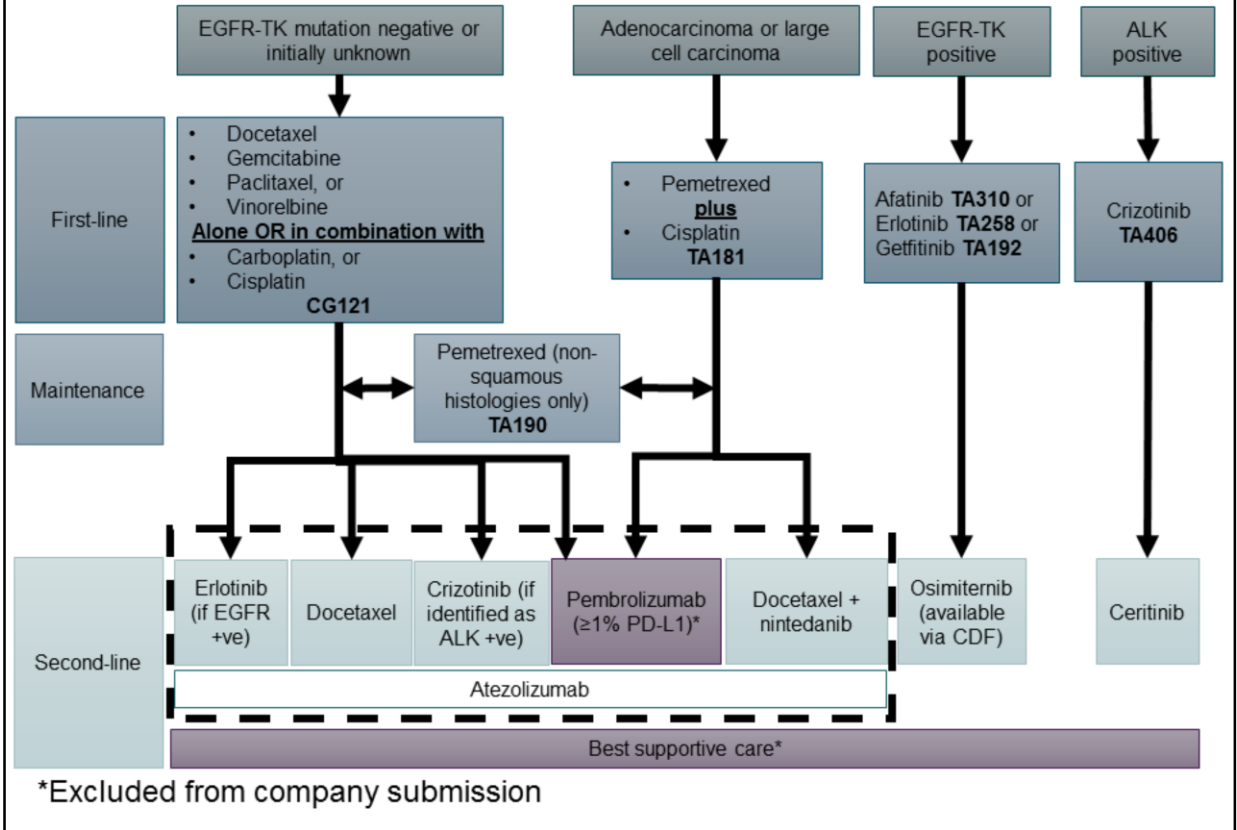 EGFR-TK mutation negative or
initially unknown
Adenocarcinoma or large
cell carcinoma
EGFR-TK
positive
ALK
positive
First-line
• Docetaxel
• Gemcitabine
• Paclitaxel, or
• Vinorelbine
Alone OR in combination with
• Carboplatin, or
• Cisplatin
CG121
• Pemetrexed
plus
• Cisplatin
TA181
Afatinib TA310 or
Erlotinib TA258 or
Getfitinib TA192
Crizotinib
TA406
Maintenance
Pemetrexed (non-
squamous
histologies only)
TA190
Second-line
Erlotinib
(if EGFR
+ve)
Docetaxel
Crizotinib (if
identified as
ALK +ve)
Pembrolizumab
(≥1% PD-L1)*
Docetaxel +
nintedanib
Osimiternib
(available
via CDF)
Ceritinib
Atezolizumab
Best supportive care*
*Excluded from company submission